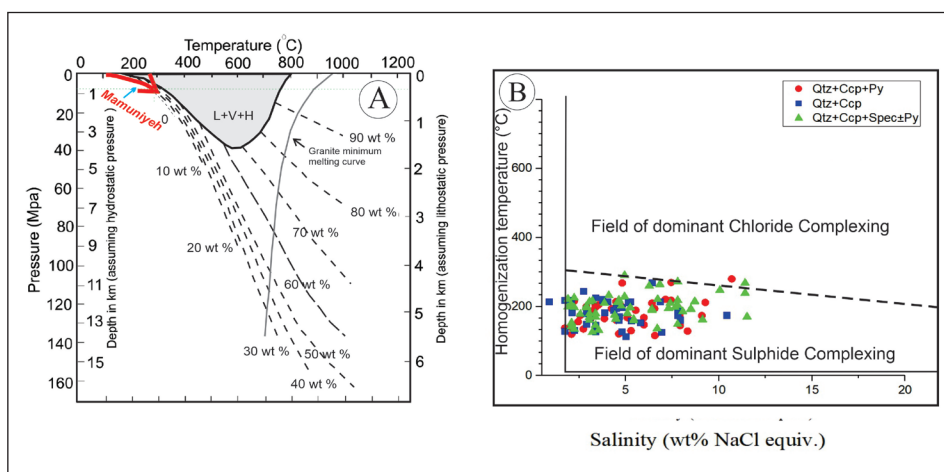 Temperature (°C)
0 200 400 600 800 1000 1200
Pressure (Mpa)
0
20
40
60
80
100
120
140
160
Depth in km (assuming hydrostatic pressure)
1
3
5
7
9
11
13
15
Depth in km (assuming lithostatic pressure)
0
1
2
3
4
5
6
A
Mamuniyeh
0
L+V+H
Granite minimum
melting curve
90 wt %
80 wt %
70 wt %
60 wt %
50 wt %
40 wt %
30 wt %
20 wt %
10 wt %
B
Qtz+Ccp+Py
Qtz+Ccp
Qtz+Ccp+Spec±Py
Homogenization temperature (°C)
600
400
200
0
Field of dominant Chloride Complexing
Field of dominant Sulphide Complexing
5 10 15 20
Salinity (wt% NaCl equiv.)